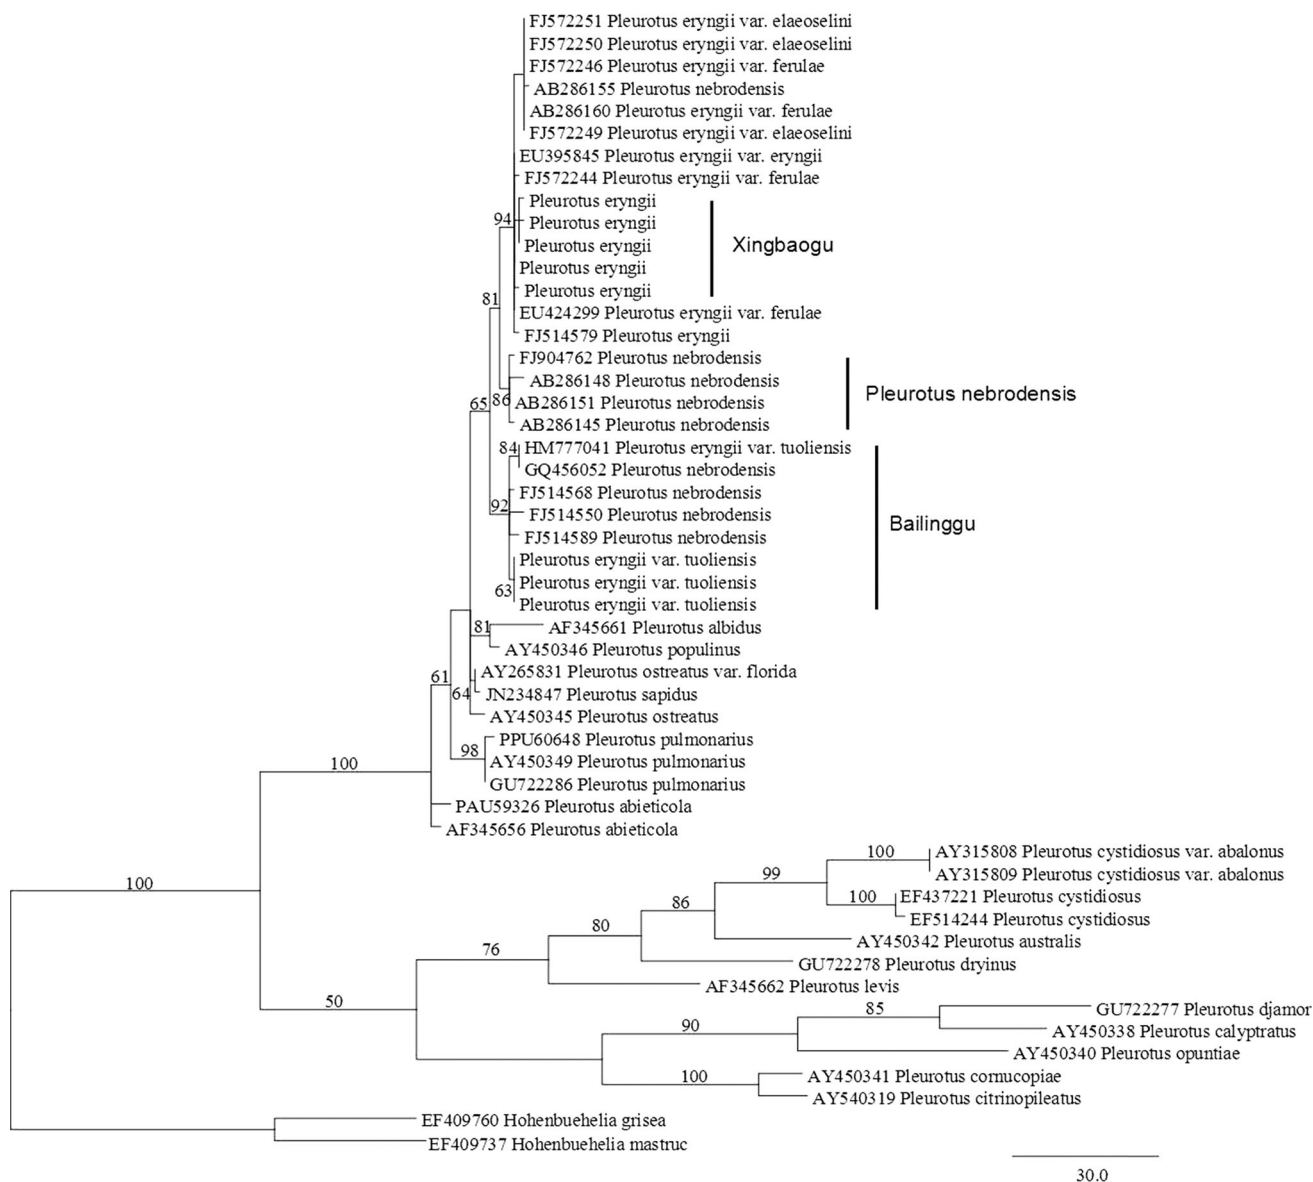 FJ572251 Pleurotus eryngii var. elaeoselini
FJ572250 Pleurotus eryngii var. elaeoselini
FJ572246 Pleurotus eryngii var. ferulae
AB286155 Pleurotus nebrodensis
AB286160 Pleurotus eryngii var. ferulae
FJ572249 Pleurotus eryngii var. elaeoselini
EU395845 Pleurotus eryngii var. eryngii
FJ572244 Pleurotus eryngii var. ferulae
Pleurotus eryngii
94 Pleurotus eryngii
Pleurotus eryngii Xingbaogu
Pleurotus eryngii
Pleurotus eryngii
81
EU424299 Pleurotus eryngii var. ferulae
FJ514579 Pleurotus eryngii
FJ904762 Pleurotus nebrodensis
AB286148 Pleurotus nebrodensis
Pleurotus nebrodensis
65 86 AB286151 Pleurotus nebrodensis
AB286145 Pleurotus nebrodensis
84 HM777041 Pleurotus eryngii var. tuoliensis
GQ456052 Pleurotus nebrodensis
FJ514568 Pleurotus nebrodensis
92 FJ514550 Pleurotus nebrodensis
Bailinggu
FJ514589 Pleurotus nebrodensis
Pleurotus eryngii var. tuoliensis
Pleurotus eryngii var. tuoliensis
63
Pleurotus eryngii var. tuoliensis
81 AF345661 Pleurotus albidus
AY450346 Pleurotus populinus
61 AY265831 Pleurotus ostreatus var. florida
64 JN234847 Pleurotus sapidus
AY450345 Pleurotus ostreatus
PPU60648 Pleurotus pulmonarius
98
100 AY450349 Pleurotus pulmonarius
GU722286 Pleurotus pulmonarius
PAU59326 Pleurotus abieticola
AF345656 Pleurotus abieticola
100 AY315808 Pleurotus cystidiosus var. abalonus
99 AY315809 Pleurotus cystidiosus var. abalonus
100
100 EF437221 Pleurotus cystidiosus
86
EF514244 Pleurotus cystidiosus
80
AY450342 Pleurotus australis
76
GU722278 Pleurotus dryinus
AF345662 Pleurotus levis
50
85 GU722277 Pleurotus djamor
90
AY450338 Pleurotus calyptratus
AY450340 Pleurotus opuntiae
100 AY450341 Pleurotus cornucopiae
AY540319 Pleurotus citrinopileatus
EF409760 Hohenbuehelia grisea
EF409737 Hohenbuehelia mastruc
30.0